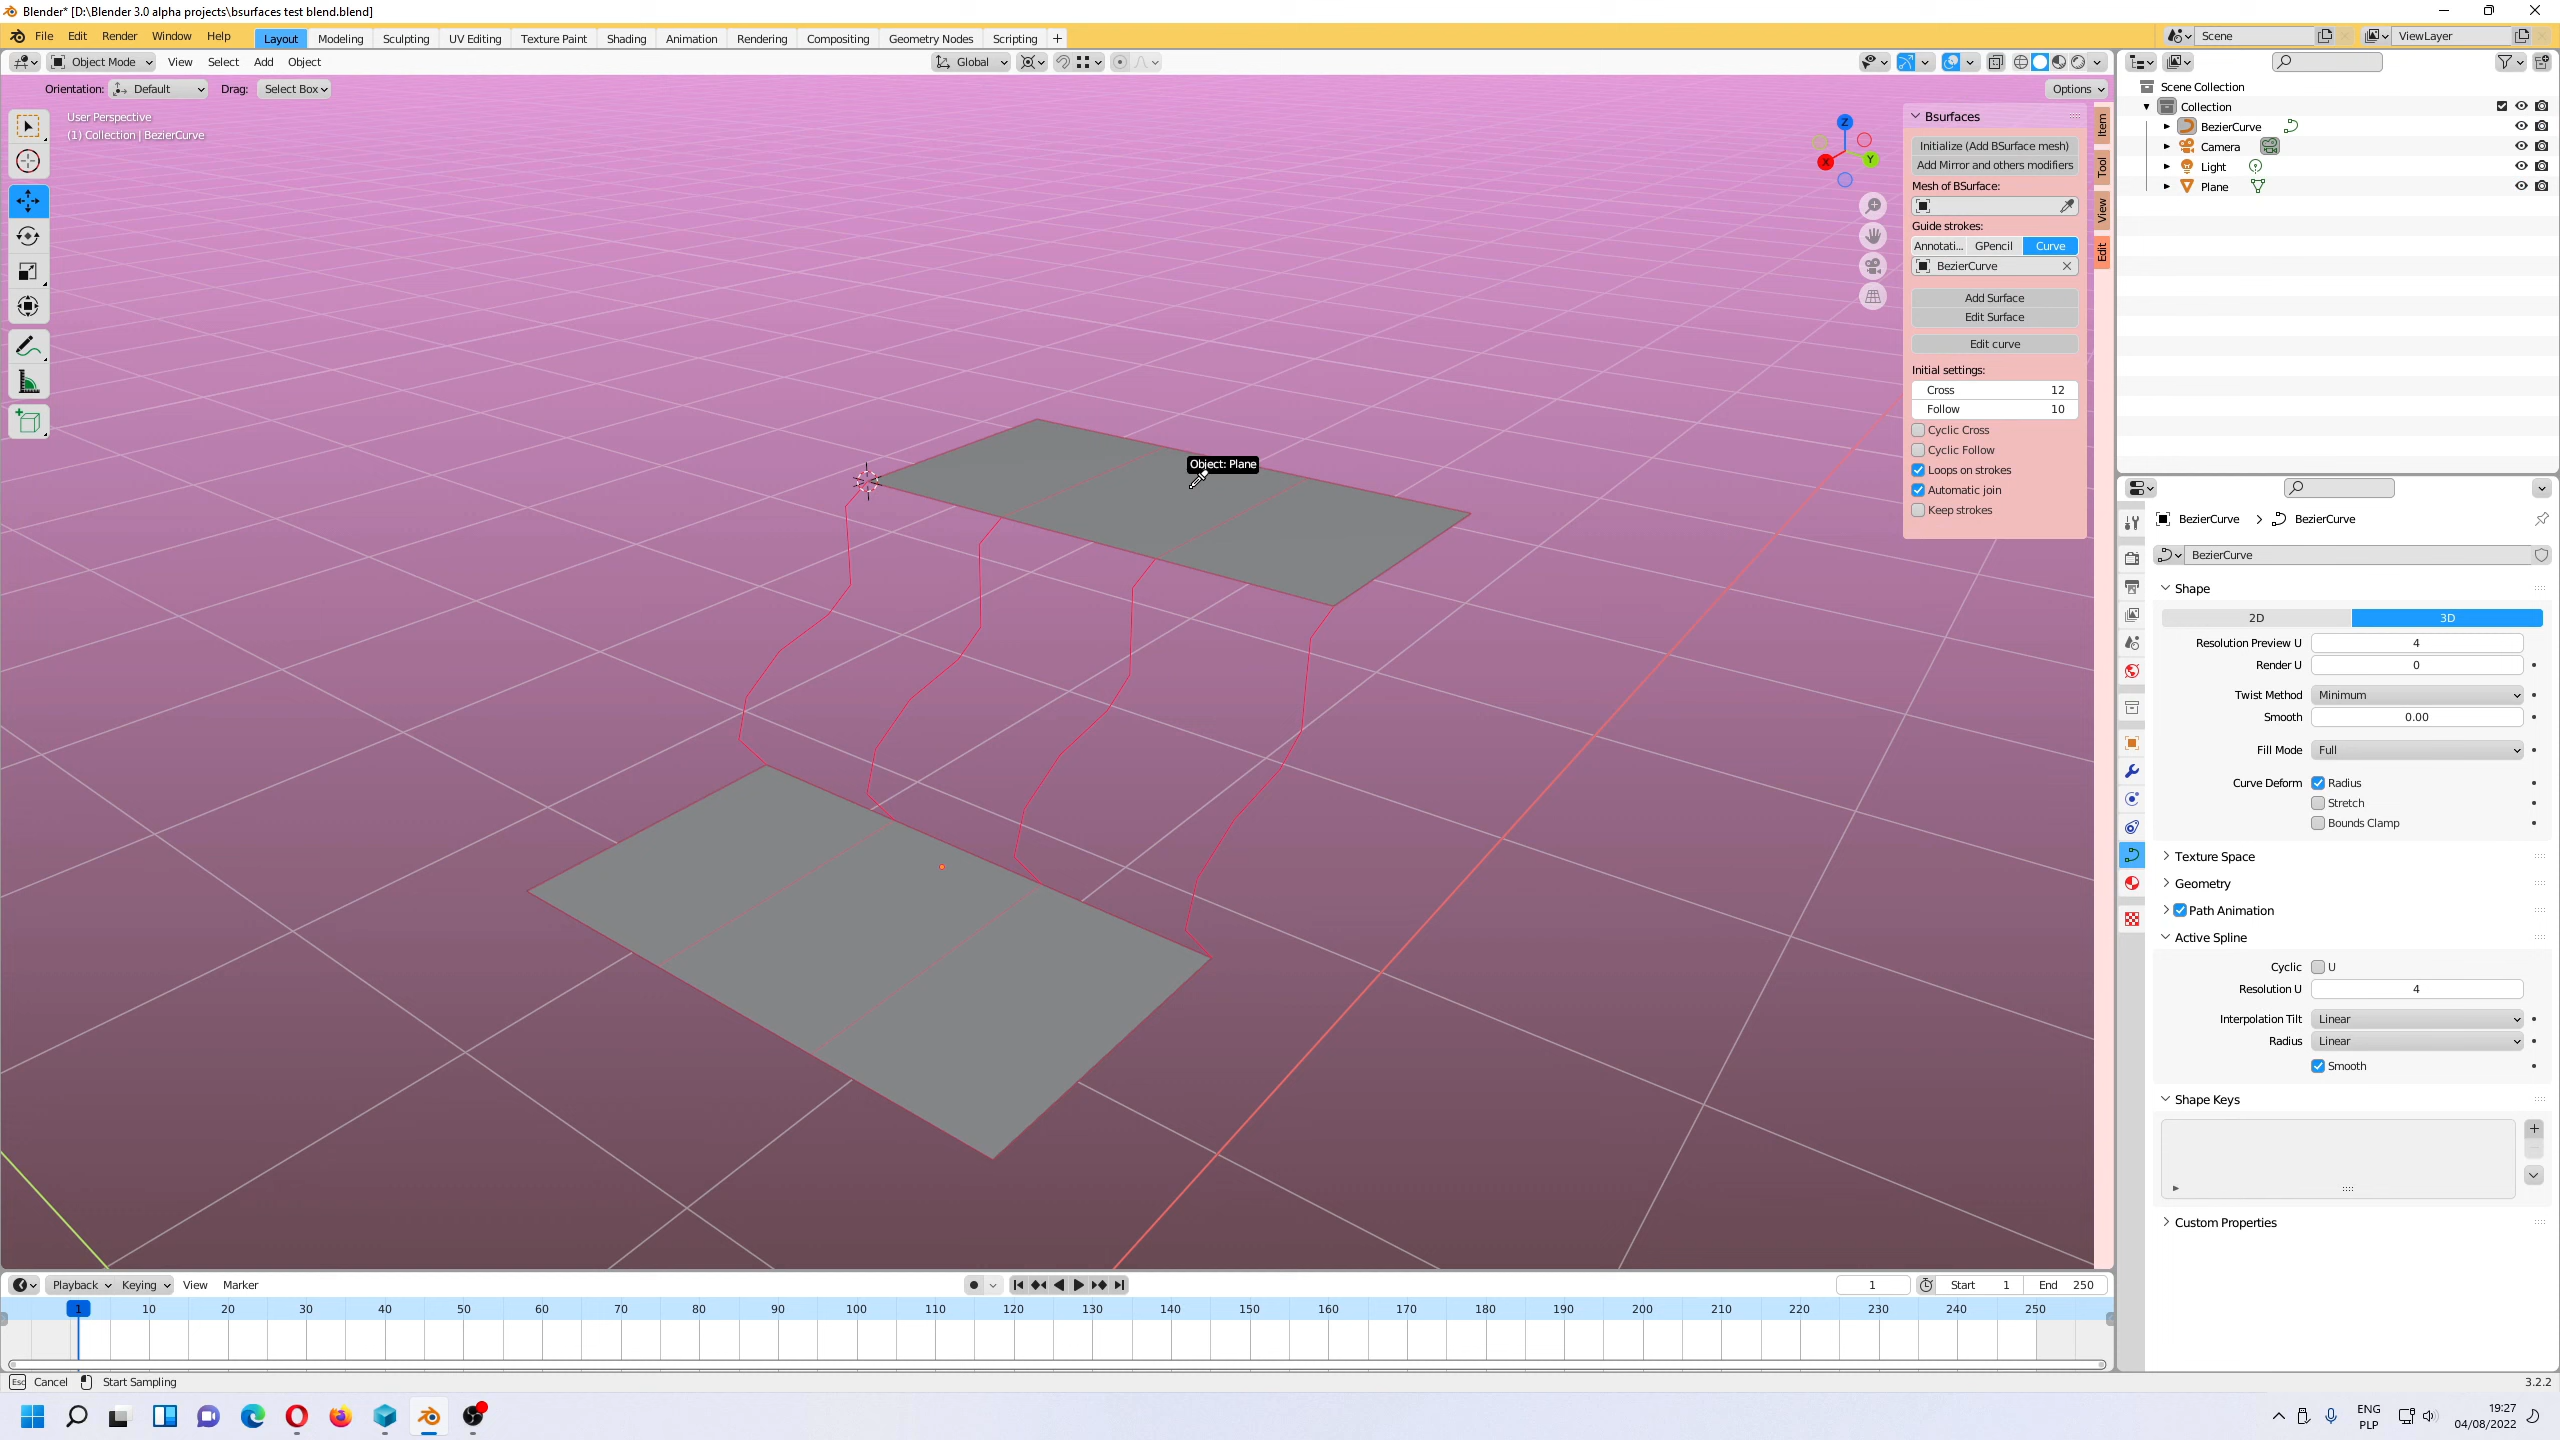 Blender* [D:\Blender 3.0 alpha projects\bsurfaces test blend.blend]
File Edit Render Window Help Layout Modeling Sculpting UV Editing Texture Paint Shading Animation Rendering Compositing Geometry Nodes Scripting + Scene ViewLayer
Object Mode View Select Add Object Global
Orientation: Default Drag: Select Box Options
User Perspective
(1) Collection | BezierCurve
Z
X
Y
Bsurfaces
Initialize (Add BSurface mesh)
Add Mirror and others modifiers
Mesh of BSurface:
Guide strokes:
Annotati... GPencil Curve
BezierCurve
Add Surface
Edit Surface
Edit curve
Initial settings:
Cross 12
Follow 10
Cyclic Cross
Cyclic Follow
Loops on strokes
Automatic join
Keep strokes
Item
Tool
View
Edit
Object: Plane
Scene Collection
Collection
BezierCurve
Camera
Light
Plane
BezierCurve > BezierCurve
BezierCurve
Shape
2D 3D
Resolution Preview U 4
Render U 0
Twist Method Minimum
Smooth 0.00
Fill Mode Full
Curve Deform Radius
Stretch
Bounds Clamp
Texture Space
Geometry
Path Animation
Active Spline
Cyclic U
Resolution U 4
Interpolation Tilt Linear
Radius Linear
Smooth
Shape Keys
Custom Properties
Playback Keying View Marker 1 Start 1 End 250
1 10 20 30 40 50 60 70 80 90 100 110 120 130 140 150 160 170 180 190 200 210 220 230 240 250
Esc Cancel Start Sampling 3.2.2
ENG
PLP
19:27
04/08/2022